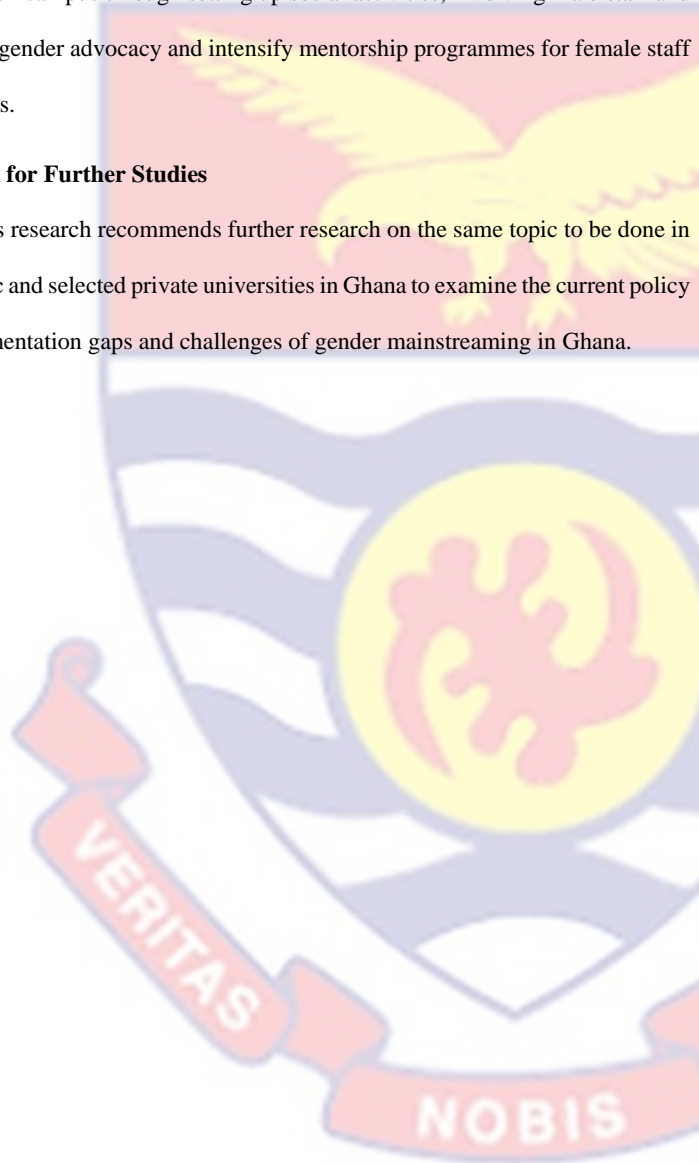 gender advocacy and intensify mentorship programmes for female staff
s.
for Further Studies
s research recommends further research on the same topic to be done in
c and selected private universities in Ghana to examine the current policy
mentation gaps and challenges of gender mainstreaming in Ghana.
VERITAS
NOBIS